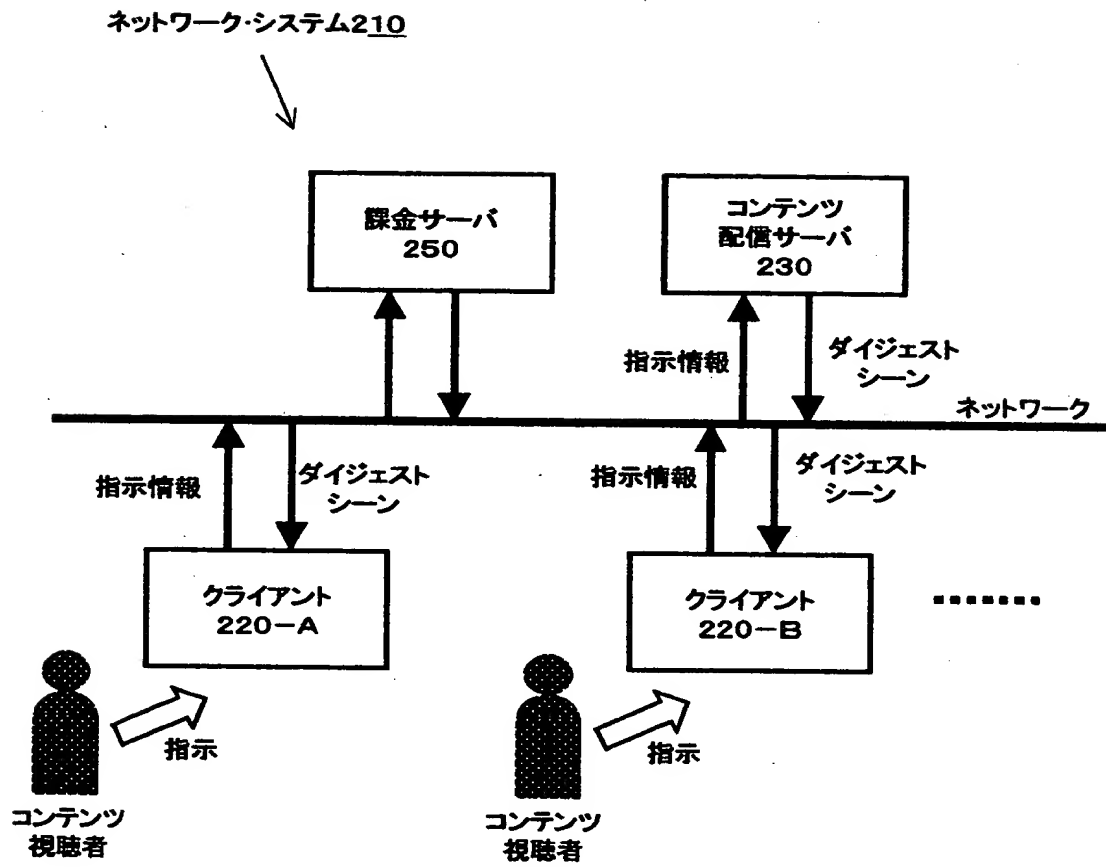 ネットワーク・システム210
課金サーバ
250
コンテンツ
配信サーバ
230
指示情報
ダイジェスト
シーン
ネットワーク
指示情報
ダイジェスト
シーン
指示情報
ダイジェスト
シーン
クライアント
220-A
クライアント
220-B
指示
指示
コンテンツ
視聴者
コンテンツ
視聴者